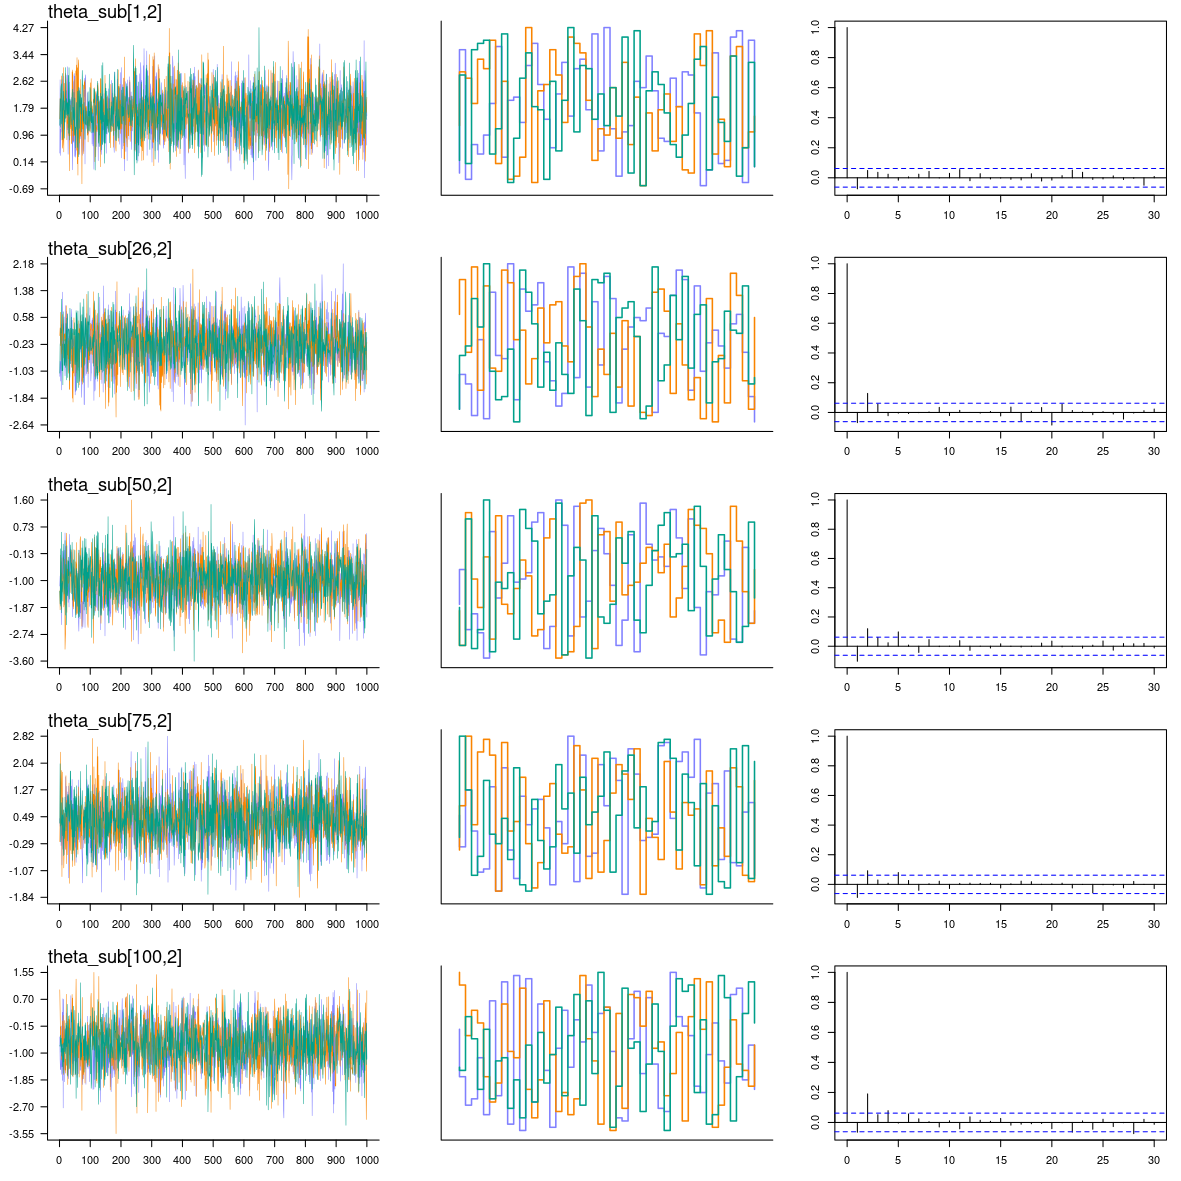 theta_sub[1,2]
4.27
3.44
2.62
1.79
0.96
0.14
-0.69
0 100 200 300 400 500 600 700 800 900 1000
0.0 0.2 0.4 0.6 0.8 1.0
0 5 10 15 20 25 30
theta_sub[26,2]
2.18
1.38
0.58
-0.23
-1.03
-1.84
-2.64
0 100 200 300 400 500 600 700 800 900 1000
0.0 0.2 0.4 0.6 0.8 1.0
0 5 10 15 20 25 30
theta_sub[50,2]
1.60
0.73
-0.13
-1.00
-1.87
-2.74
-3.60
0 100 200 300 400 500 600 700 800 900 1000
0.0 0.2 0.4 0.6 0.8 1.0
0 5 10 15 20 25 30
theta_sub[75,2]
2.82
2.04
1.27
0.49
-0.29
-1.07
-1.84
0 100 200 300 400 500 600 700 800 900 1000
0.0 0.2 0.4 0.6 0.8 1.0
0 5 10 15 20 25 30
theta_sub[100,2]
1.55
0.70
-0.15
-1.00
-1.85
-2.70
-3.55
0 100 200 300 400 500 600 700 800 900 1000
0.0 0.2 0.4 0.6 0.8 1.0
0 5 10 15 20 25 30